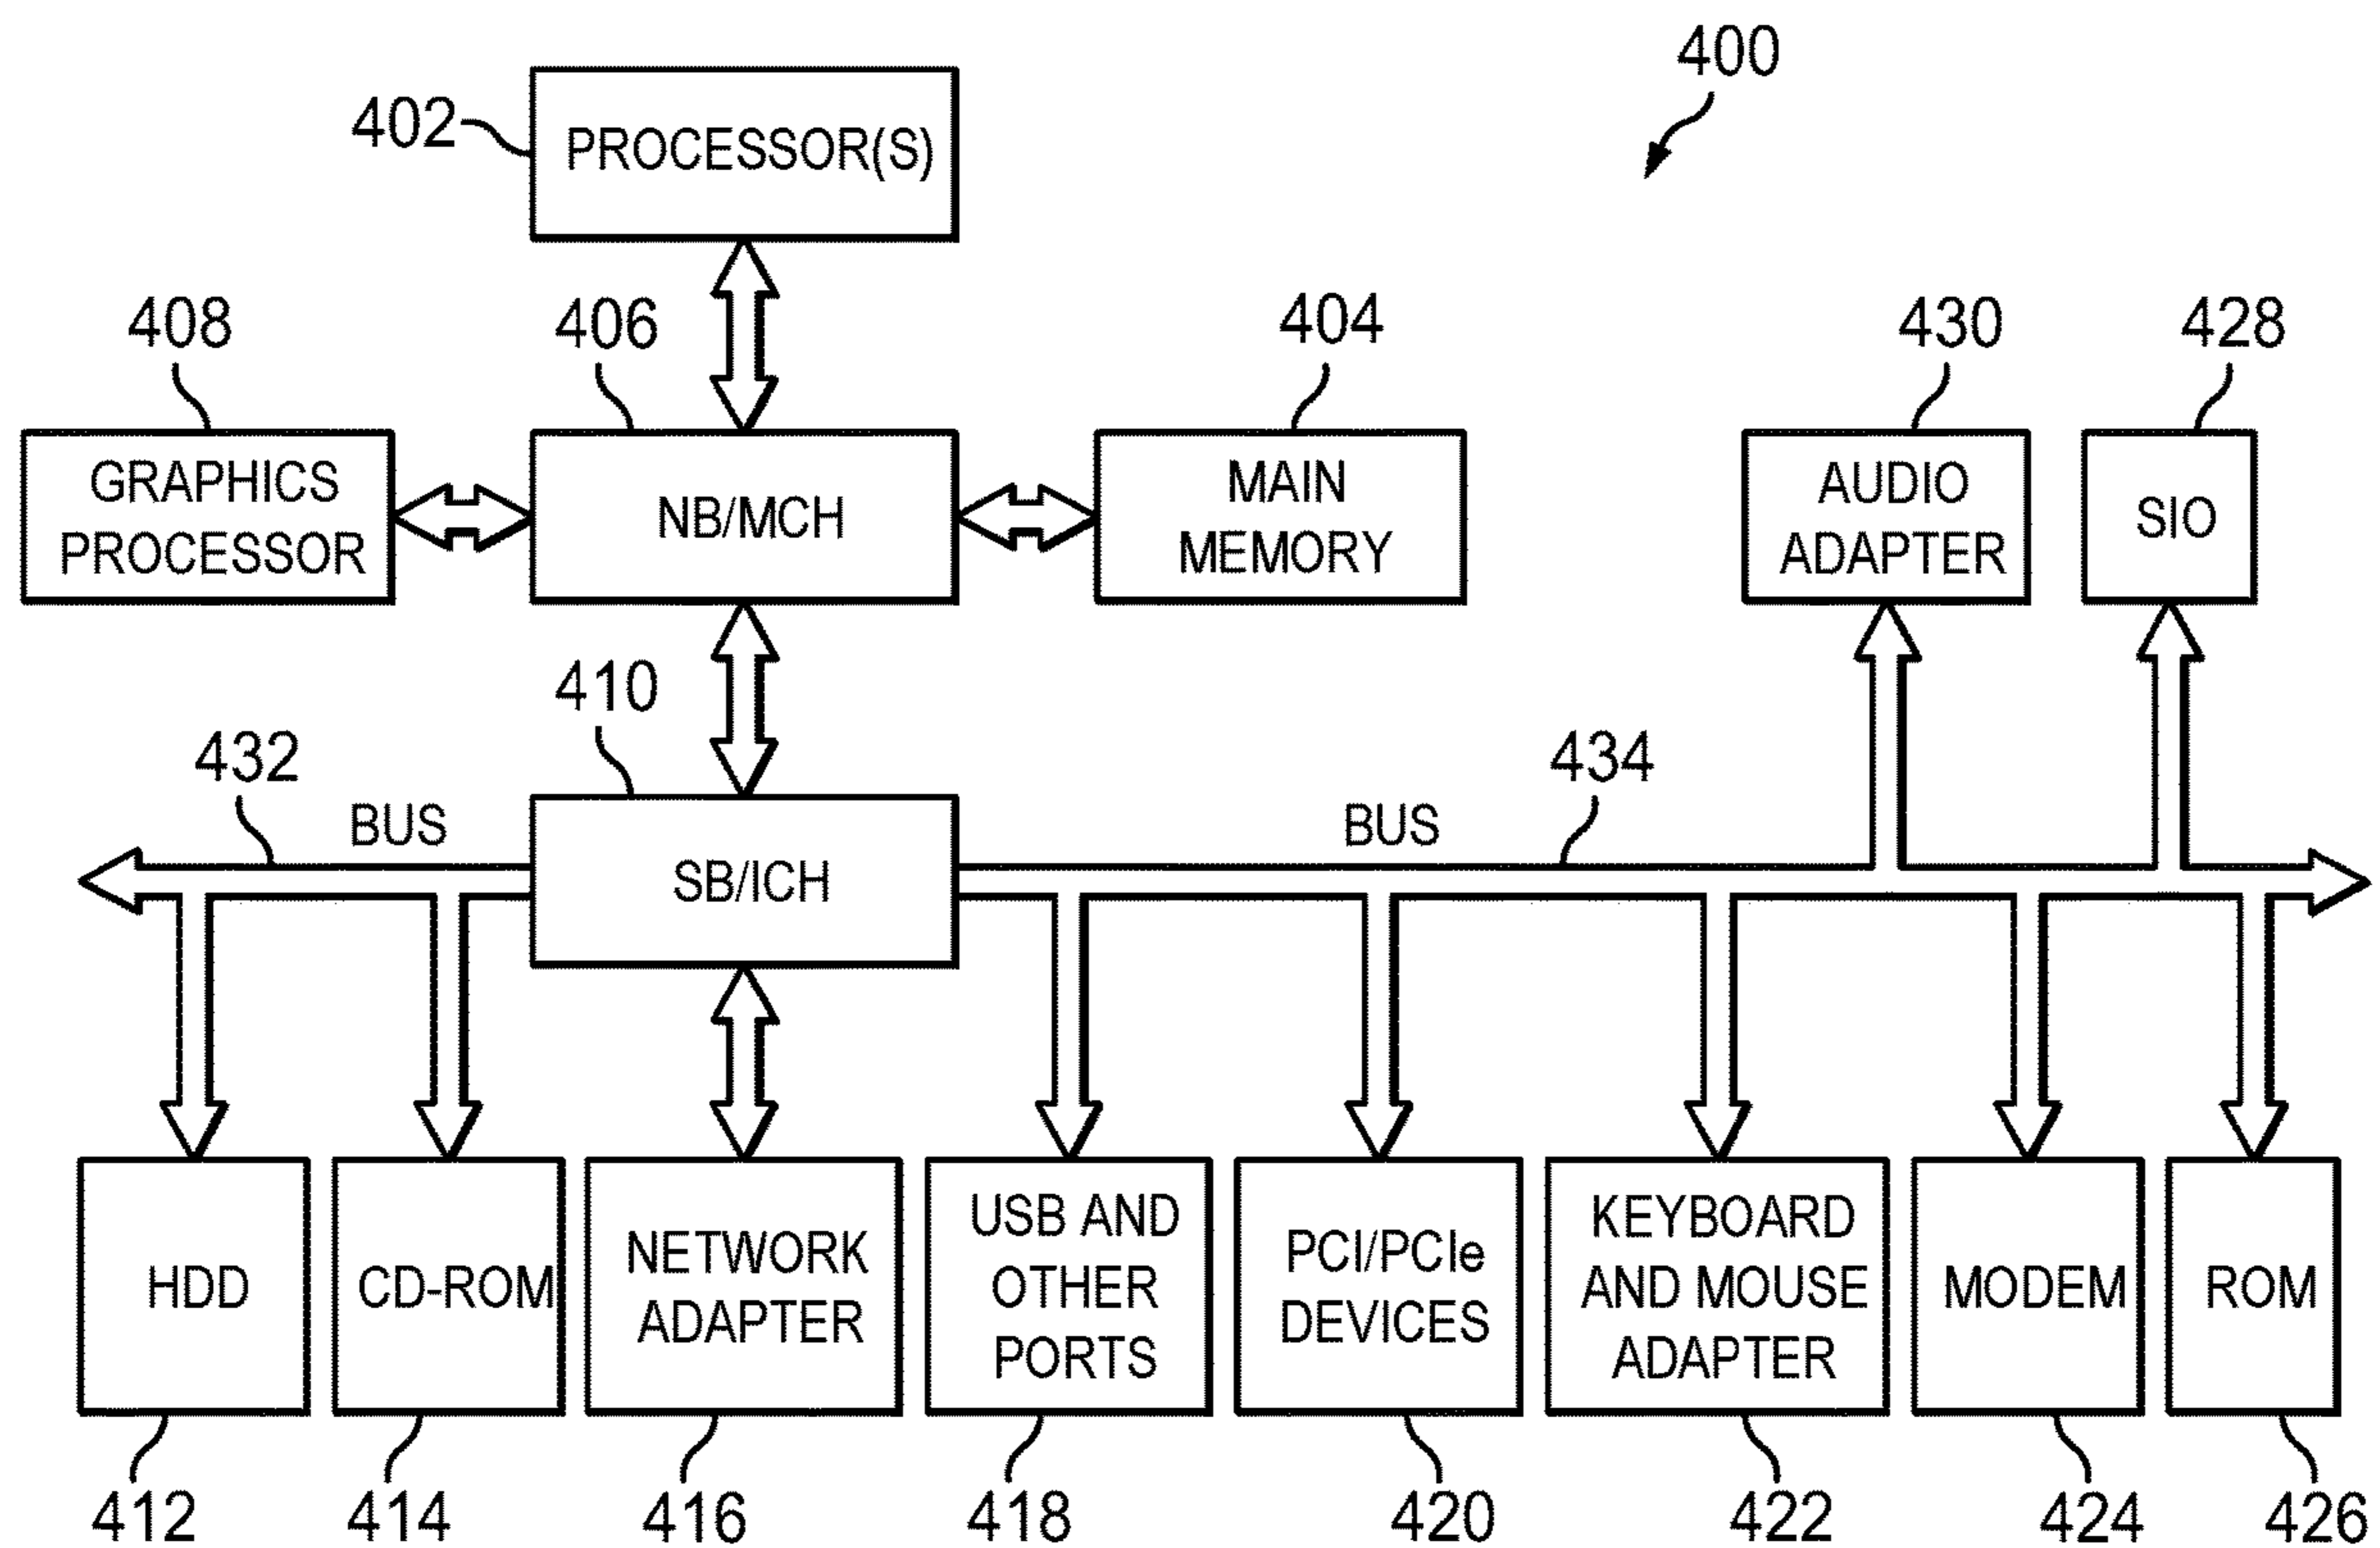 400
402
PROCESSOR(S)
408
406
404
430
428
GRAPHICS
PROCESSOR
NB/MCH
MAIN
MEMORY
AUDIO
ADAPTER
SIO
410
432
434
BUS
BUS
SB/ICH
HDD
CD-ROM
NETWORK
ADAPTER
USB AND
OTHER
PORTS
PCI/PCIe
DEVICES
KEYBOARD
AND MOUSE
ADAPTER
MODEM
ROM
412
414
416
418
420
422
424
426